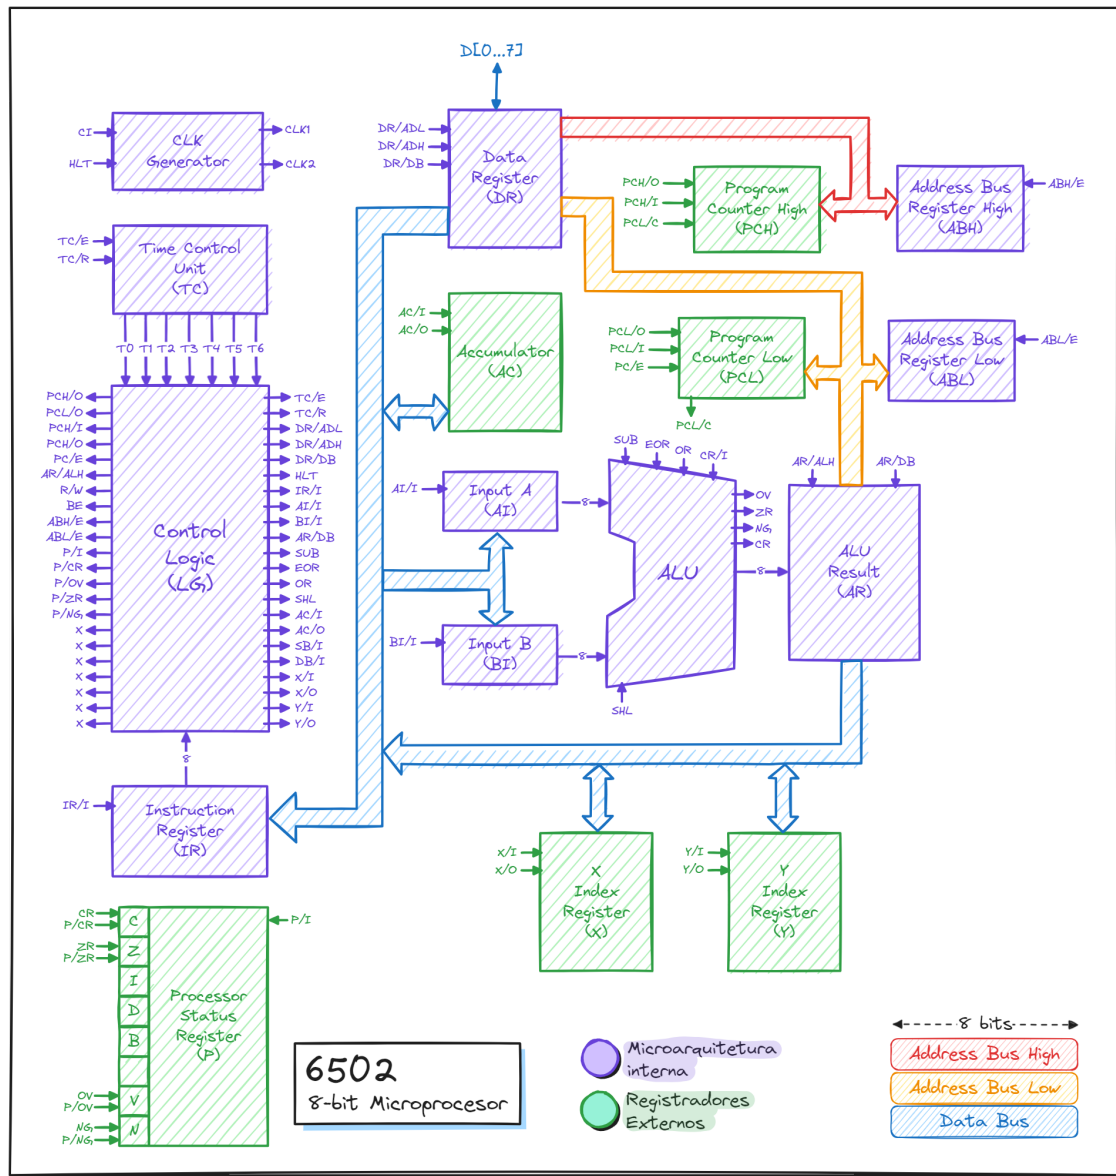 D[0...7]
CI
HLT
CLK
Generator
CLK1
CLK2
DR/ADL
DR/ADH
DR/DB
Data
Register
(DR)
PCH/O
PCH/I
PCL/C
Program
Counter High
(PCH)
Address Bus
Register High
(ABH)
ABH/E
TC/E
TC/R
Time Control
Unit
(TC)
T0 T1 T2 T3 T4 T5 T6
AC/I
AC/O
Accumulator
(AC)
PCL/O
PCL/I
PC/E
Program
Counter Low
(PCL)
PCL/C
Address Bus
Register Low
(ABL)
ABL/E
PCH/O
PCL/O
PCH/I
PCH/O
PC/E
AR/ALH
R/W
BE
ABH/E
ABL/E
P/I
P/CR
P/OV
P/ZR
P/NG
X
X
X
X
X
X
X
Control
Logic
(LG)
TC/E
TC/R
DR/ADL
DR/ADH
DR/DB
HLT
IR/I
AI/I
BI/I
AR/DB
SUB
EOR
OR
SHL
AC/I
AC/O
SB/I
DB/I
X/I
X/O
Y/I
Y/O
AI/I
Input A
(AI)
8
BI/I
Input B
(BI)
8
SUB
EOR
OR
CR/I
ALU
OV
ZR
NG
CR
8
SHL
AR/ALH
AR/DB
ALU
Result
(AR)
8
IR/I
Instruction
Register
(IR)
X/I
X/O
X
Index
Register
(X)
Y/I
Y/O
Y
Index
Register
(Y)
CR
P/CR
ZR
P/ZR
OV
P/OV
NG
P/NG
C
Z
I
D
B
V
N
Processor
Status
Register
(P)
P/I
6502
8-bit Microprocesor
Microarquitetura
interna
Registradores
Externos
8 bits
Address Bus High
Address Bus Low
Data Bus